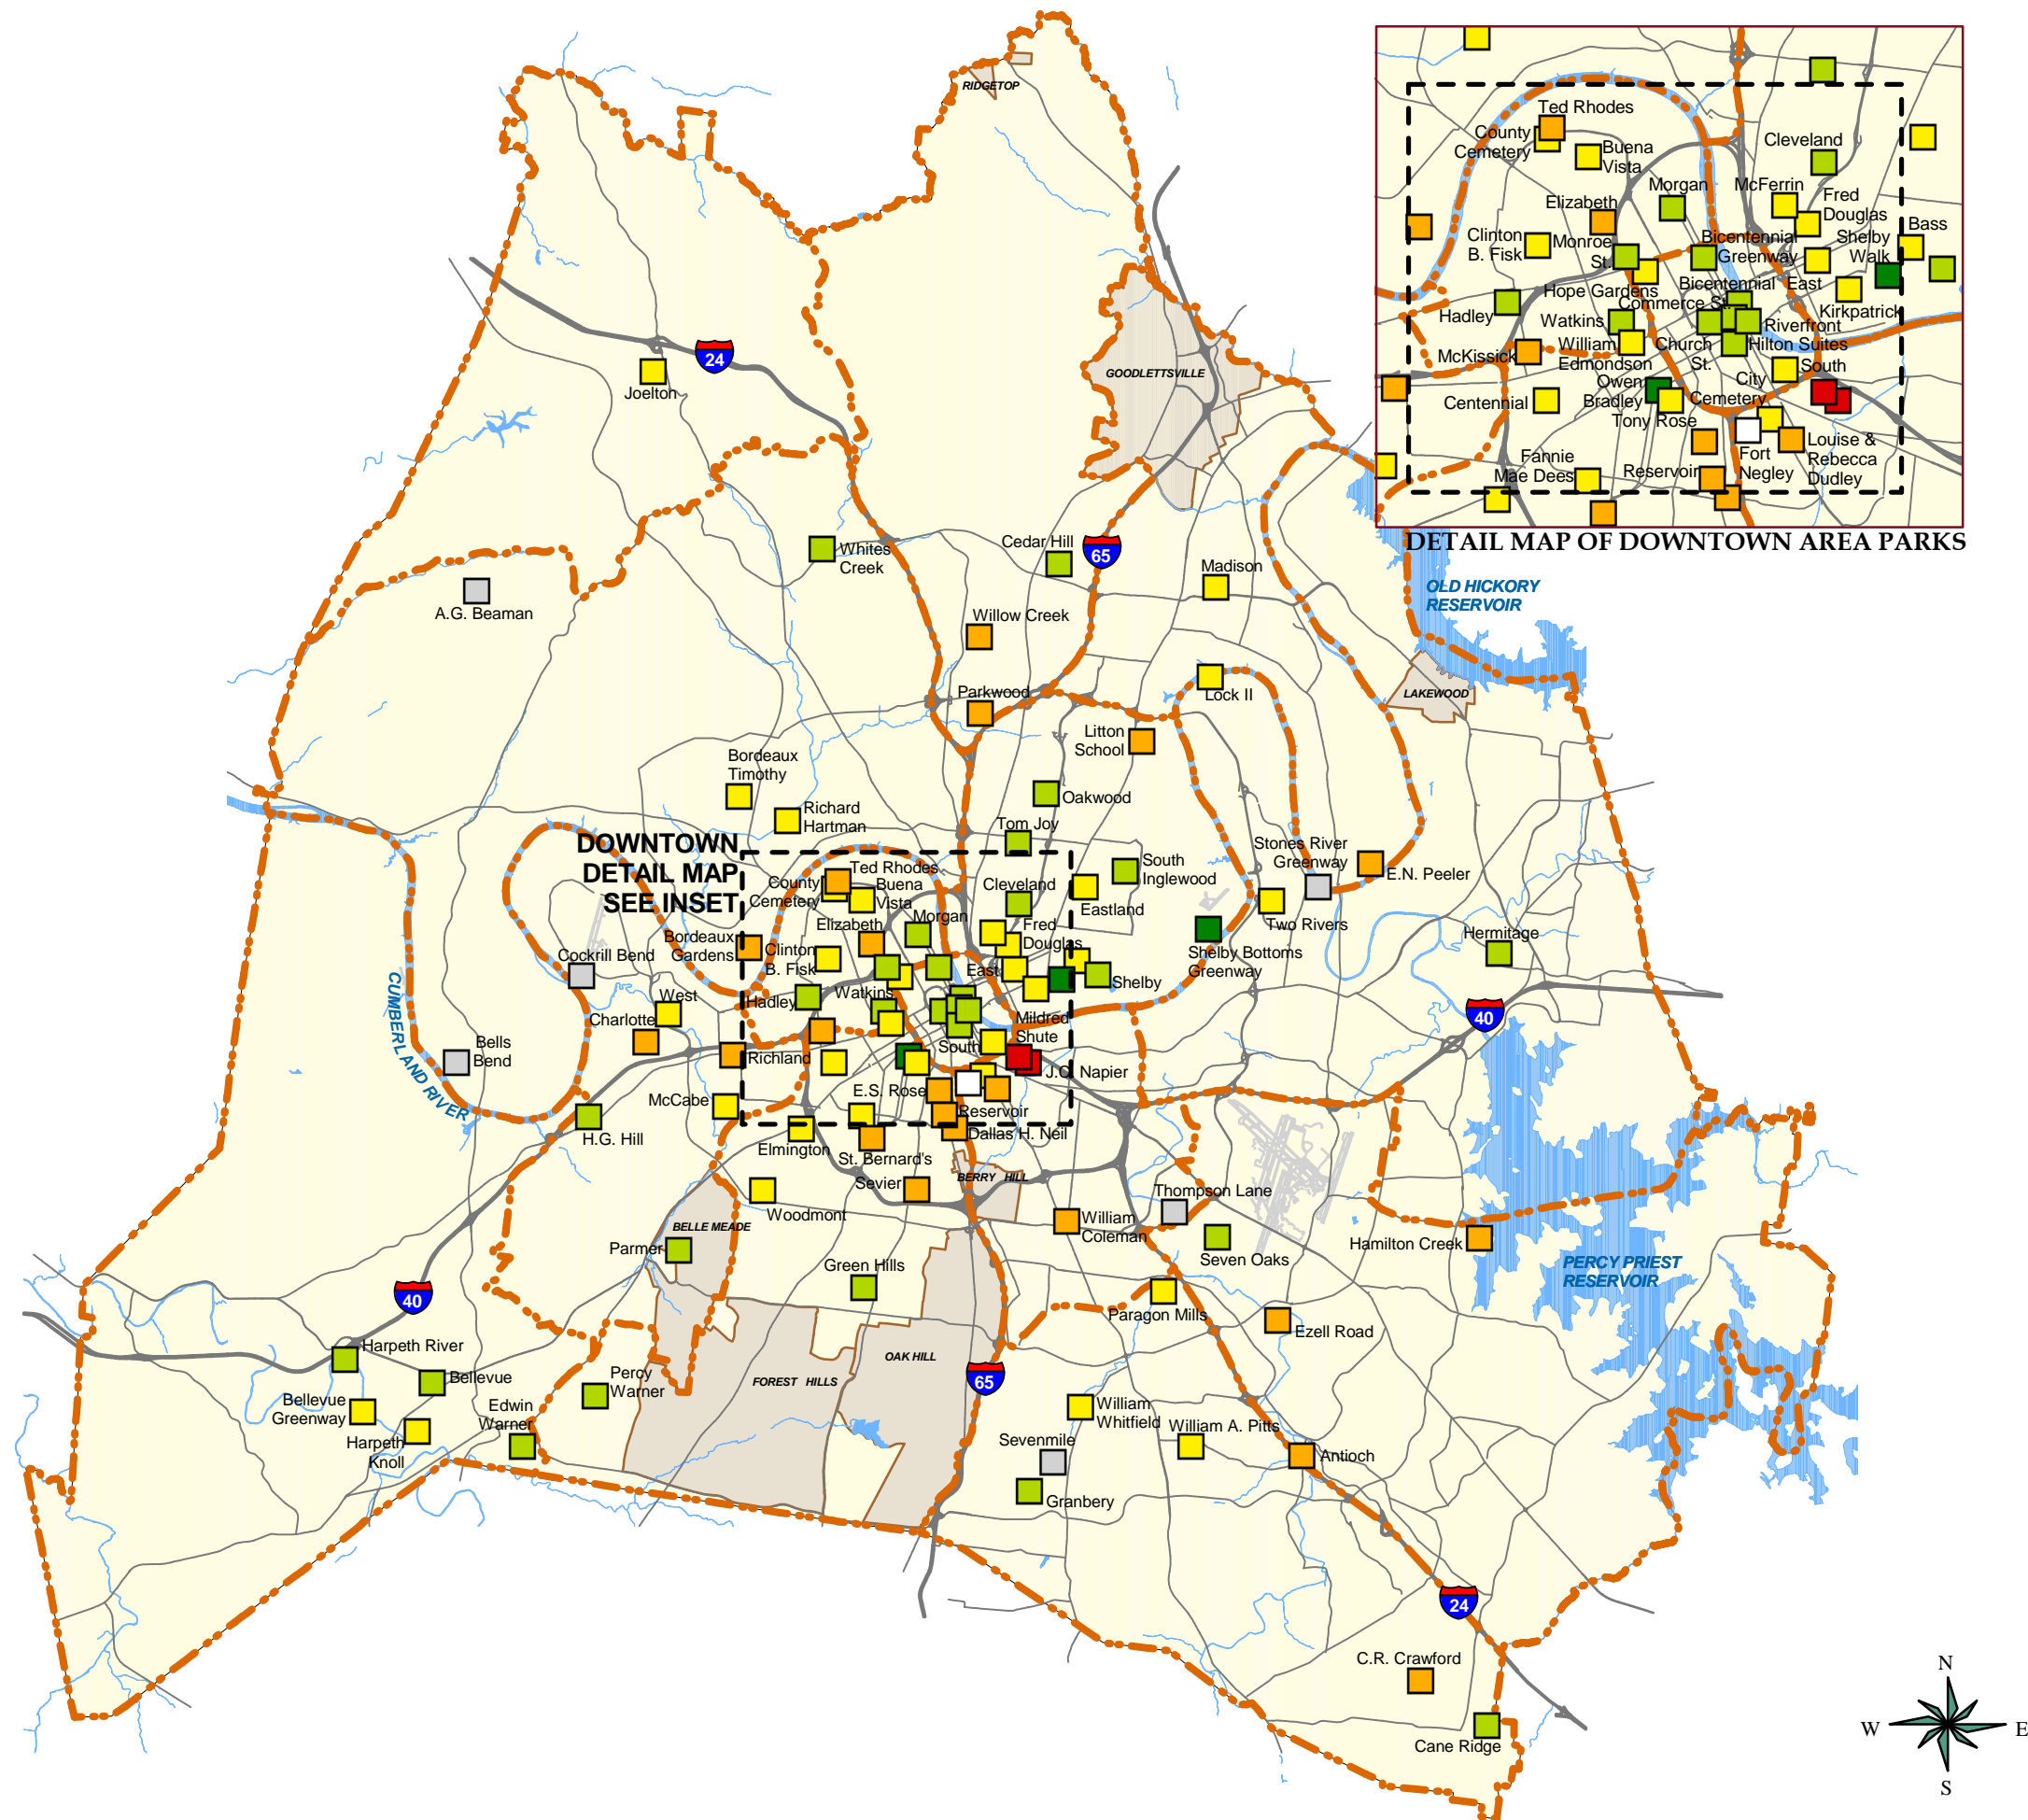 RIDGETOP
Ted Rhodes
County
Cemetery
Buena
Vista
Cleveland
Morgan
McFerrin
Elizabeth
Fred
Douglas
Clinton
B. Fisk
Monroe
St.
Bicentennial
Greenway
Shelby
Walk
Bass
Hope Gardens
Bicentennial
East
Commerce St.
Hadley
Watkins
Kirkpatrick
Riverfront
McKissick
William
Edmondson
Church
St.
Hilton Suites
South
Owen
Bradley
City
Cemetery
Centennial
Tony Rose
Fannie
Mae Dees
Reservoir
Fort
Negley
Louise &
Rebecca
Dudley
DETAIL MAP OF DOWNTOWN AREA PARKS
24
Joelton
GOODLETTSVILLE
Whites
Creek
Cedar Hill
65
Madison
OLD HICKORY
RESERVOIR
A.G. Beaman
Willow Creek
Parkwood
Lock II
LAKEWOOD
Litton
School
Bordeaux
Timothy
Oakwood
Richard
Hartman
Tom Joy
DOWNTOWN
DETAIL MAP
SEE INSET
Ted Rhodes
County
Cemetery
Buena
Vista
Cleveland
South
Inglewood
Stones River
Greenway
E.N. Peeler
Eastland
Two Rivers
Elizabeth
Morgan
Fred
Douglas
Bordeaux
Gardens
Clinton
B. Fisk
East
Shelby Bottoms
Greenway
Hermitage
Cockrill Bend
Shelby
West
Hadley
Watkins
Charlotte
Mildred
Shute
40
CUMBERLAND RIVER
Bells
Bend
Richland
South
J.C. Napier
McCabe
E.S. Rose
Reservoir
H.G. Hill
Dallas H. Neil
Elmington
St. Bernard's
Sevier
BERRY HILL
Thompson Lane
Woodmont
BELLE MEADE
William
Coleman
Parmer
Seven Oaks
Hamilton Creek
Green Hills
PERCY PRIEST
RESERVOIR
40
Paragon Mills
Ezell Road
Harpeth River
OAK HILL
Bellevue
Percy
Warner
FOREST HILLS
65
Bellevue
Greenway
Edwin
Warner
William
Whitfield
Harpeth
Knoll
William A. Pitts
Sevenmile
Antioch
Granbery
24
C.R. Crawford
Cane Ridge
N
W
E
S